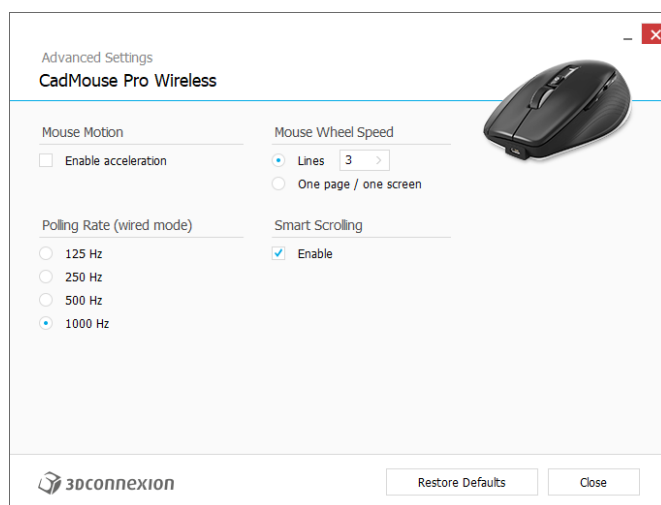 Advanced Settings
CadMouse Pro Wireless
Mouse Motion
Enable acceleration
Mouse Wheel Speed
Lines 3
One page / one screen
Polling Rate (wired mode)
125 Hz
250 Hz
500 Hz
1000 Hz
Smart Scrolling
Enable
3Dconnexion
Restore Defaults
Close